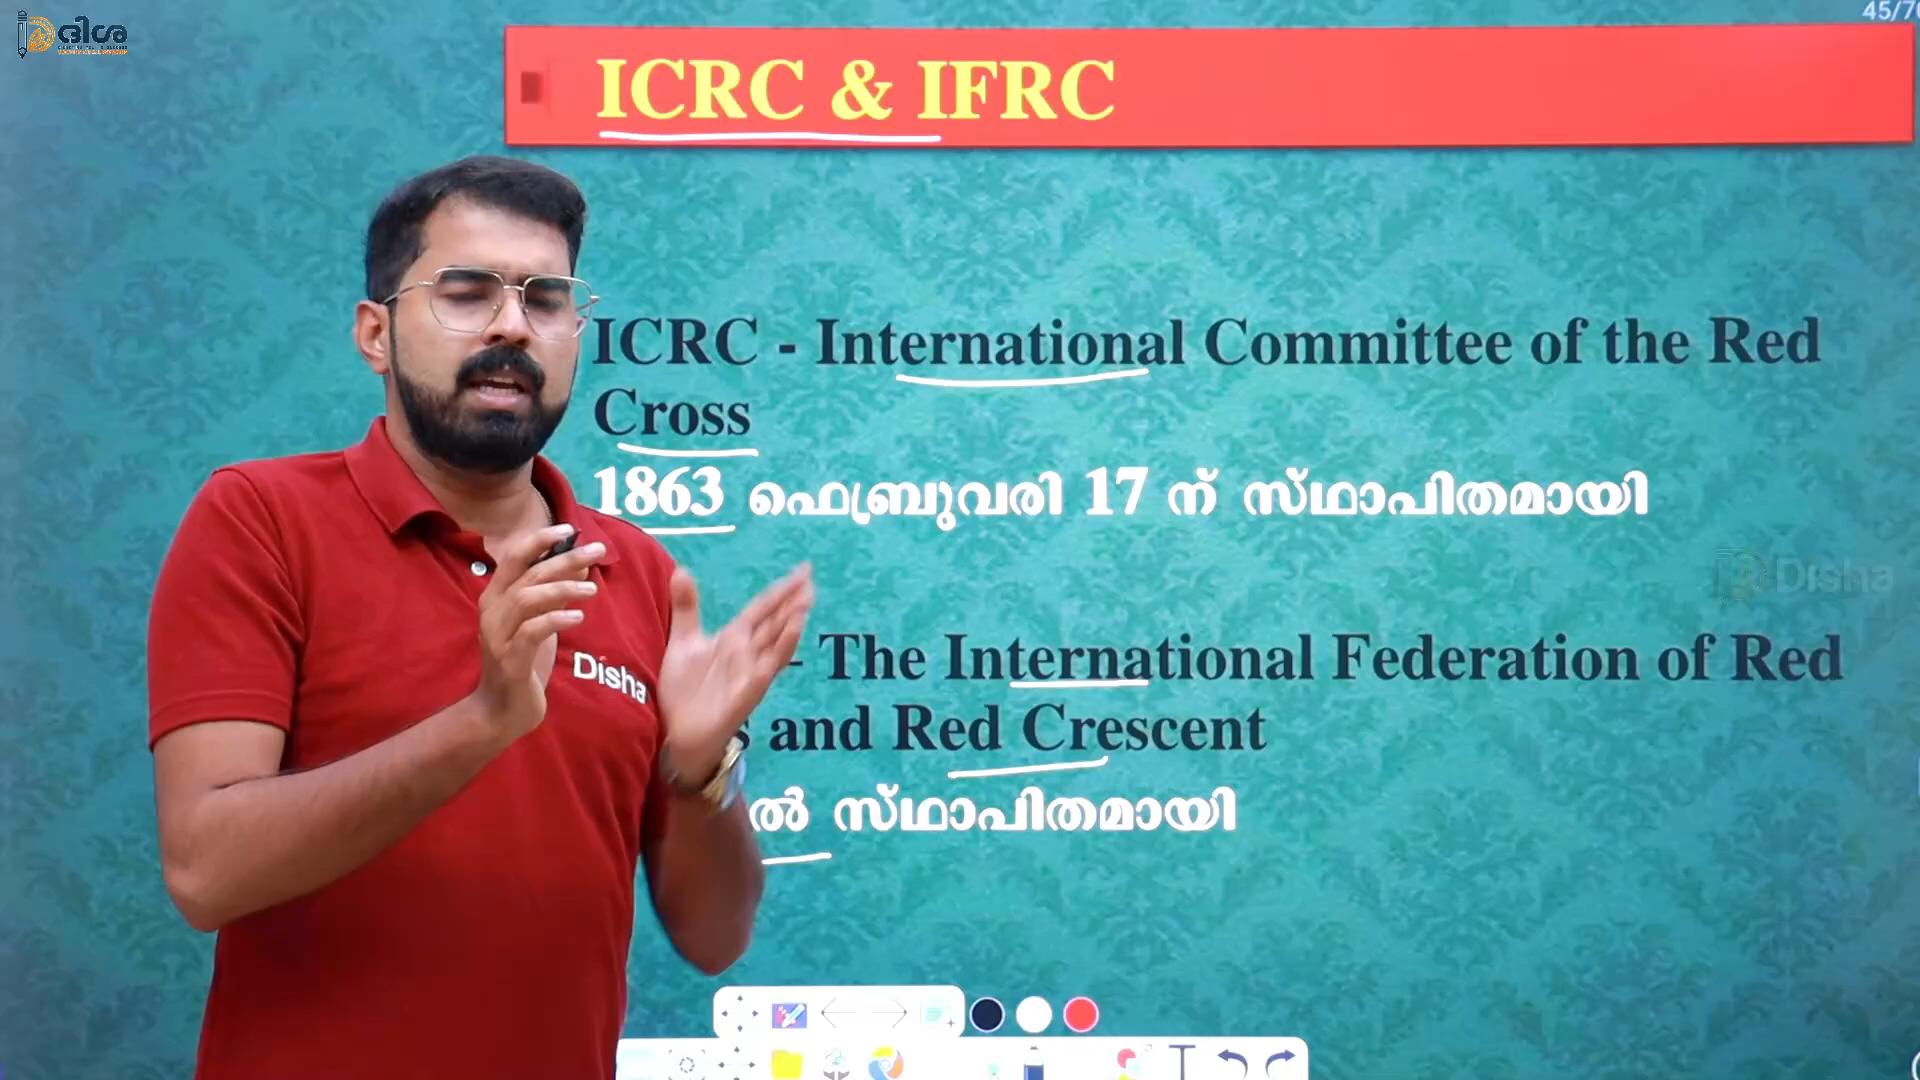 ദിശ
45/70
ICRC & IFRC
ICRC - International Committee of the Red
Cross
1863 ഫെബ്രുവരി 17 ന് സ്ഥാപിതമായി
Disha
- The International Federation of Red
and Red Crescent
ൽ സ്ഥാപിതമായി
Disha
T